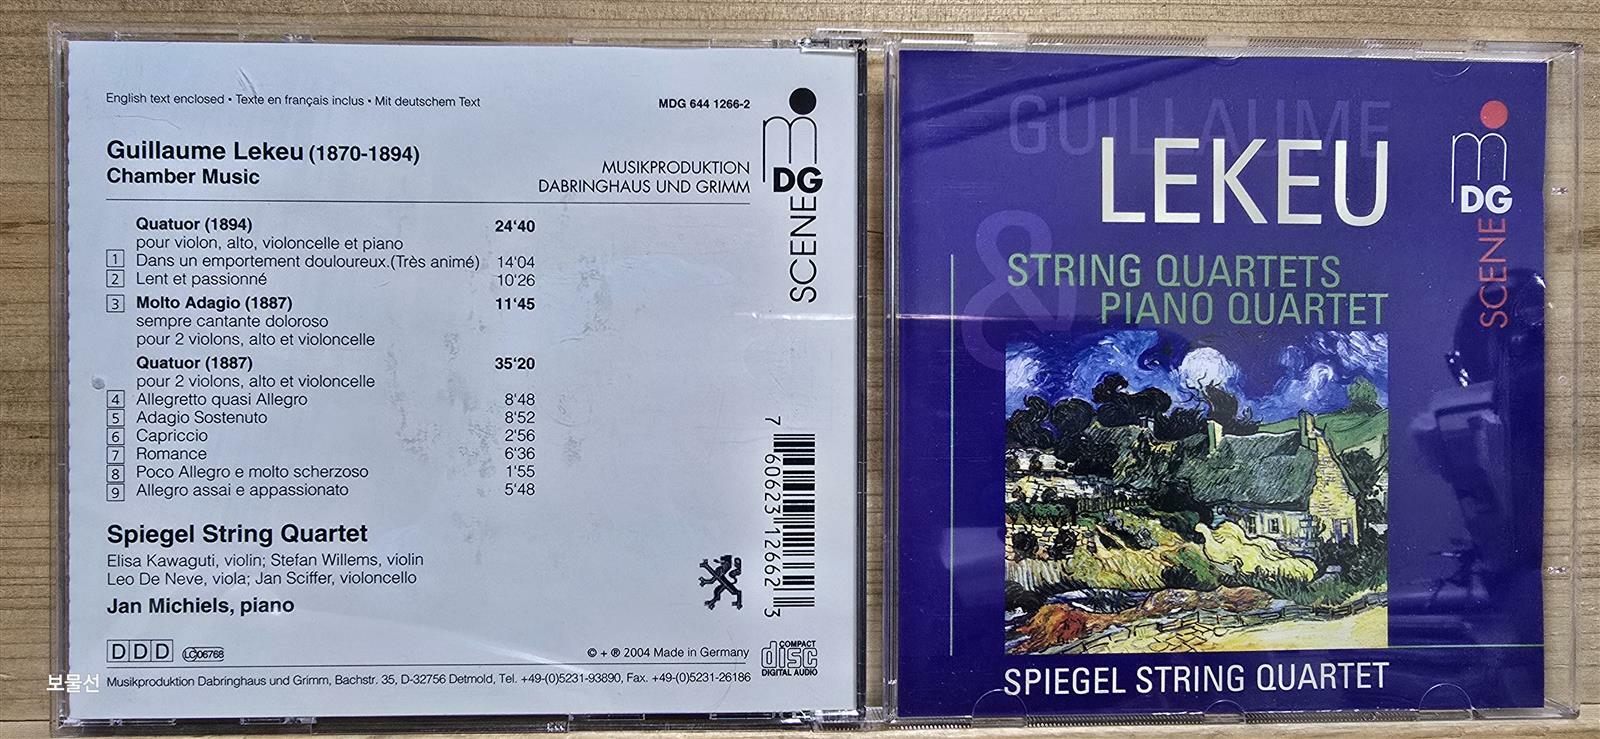 English text enclosed • Texte en français inclus • Mit deutschem Text
MDG 644 1266-2
Guillaume Lekeu (1870-1894)
Chamber Music
MUSIKPRODUKTION
DABRINGHAUS UND GRIMM
DG
SCENE
Quatuor (1894) 24‘40
pour violon, alto, violoncelle et piano
1 Dans un emportement douloureux.(Très animé) 14‘04
2 Lent et passionné 10‘26
3 Molto Adagio (1887) 11‘45
sempre cantante doloroso
pour 2 violons, alto et violoncelle
Quatuor (1887) 35‘20
pour 2 violons, alto et violoncelle
4 Allegretto quasi Allegro 8‘48
5 Adagio Sostenuto 8‘52
6 Capriccio 2‘56
7 Romance 6‘36
8 Poco Allegro e molto scherzoso 1‘55
9 Allegro assai e appassionato 5‘48
Spiegel String Quartet
Elisa Kawaguti, violin; Stefan Willems, violin
Leo De Neve, viola; Jan Sciffer, violoncello
Jan Michiels, piano
7 60623 12662 3
DDD
LC 06768
© + ℗ 2004 Made in Germany
COMPACT
disc
DIGITAL AUDIO
Musikproduktion Dabringhaus und Grimm, Bachstr. 35, D-32756 Detmold, Tel. +49-(0)5231-93890, Fax. +49-(0)5231-26186
보물선
GUILLAUME
LEKEU
&
STRING QUARTETS
PIANO QUARTET
DG
SCENE
SPIEGEL STRING QUARTET